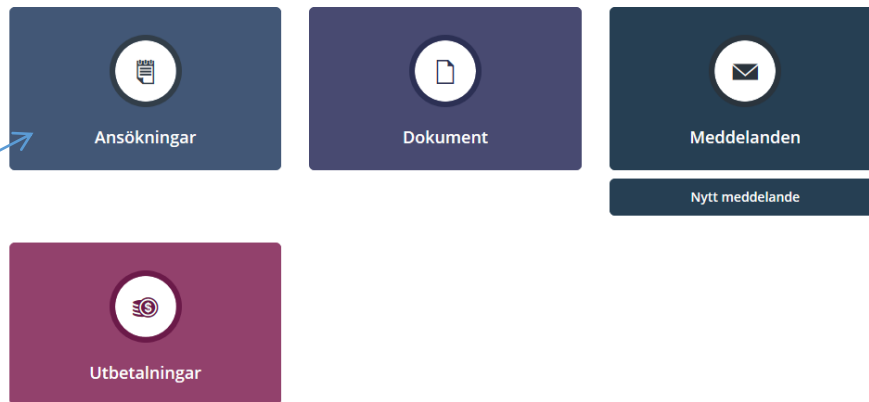 Ansökningar
Dokument
Meddelanden
Nytt meddelande
Utbetalningar